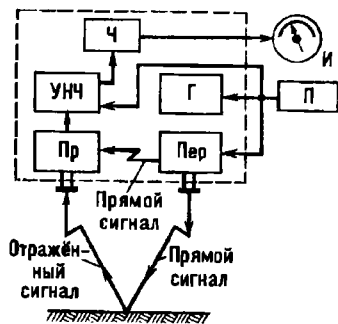 Ч
И
УНЧ
Г
П
Пр
Пер
Прямой
сигнал
Отражён-
ный
сигнал
Прямой
сигнал